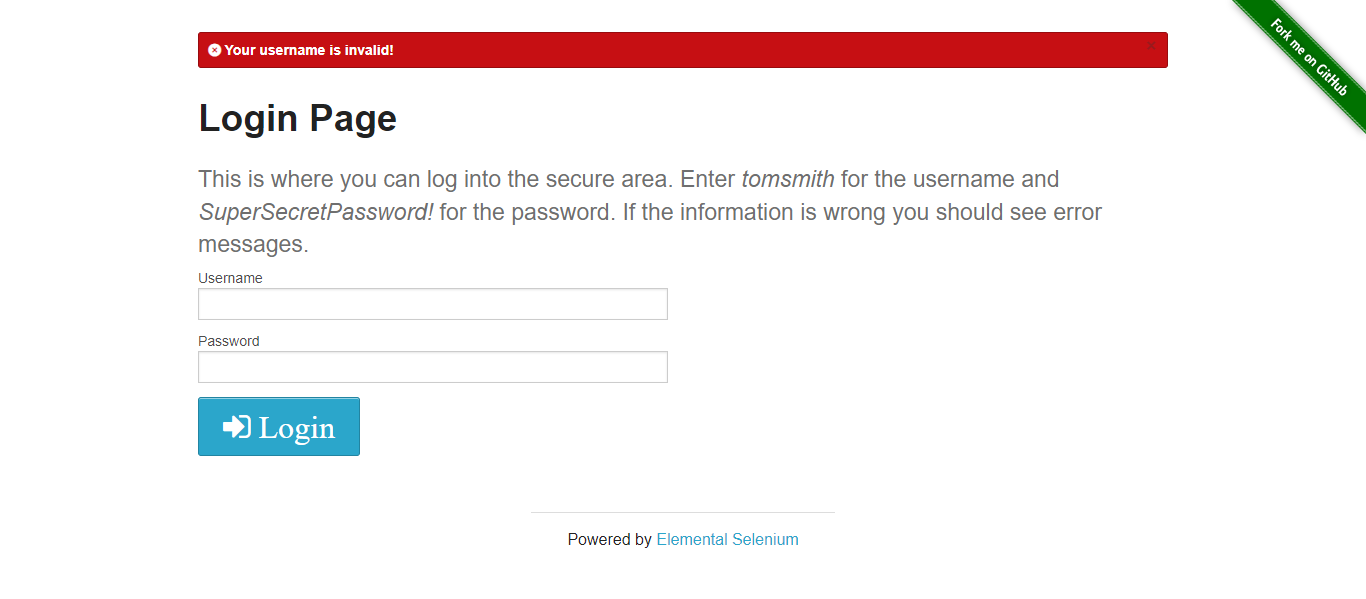 Your username is invalid!
Fork me on GitHub
Login Page
This is where you can log into the secure area. Enter tomsmith for the username and
SuperSecretPassword! for the password. If the information is wrong you should see error
messages.
Username
Password
Login
Powered by Elemental Selenium